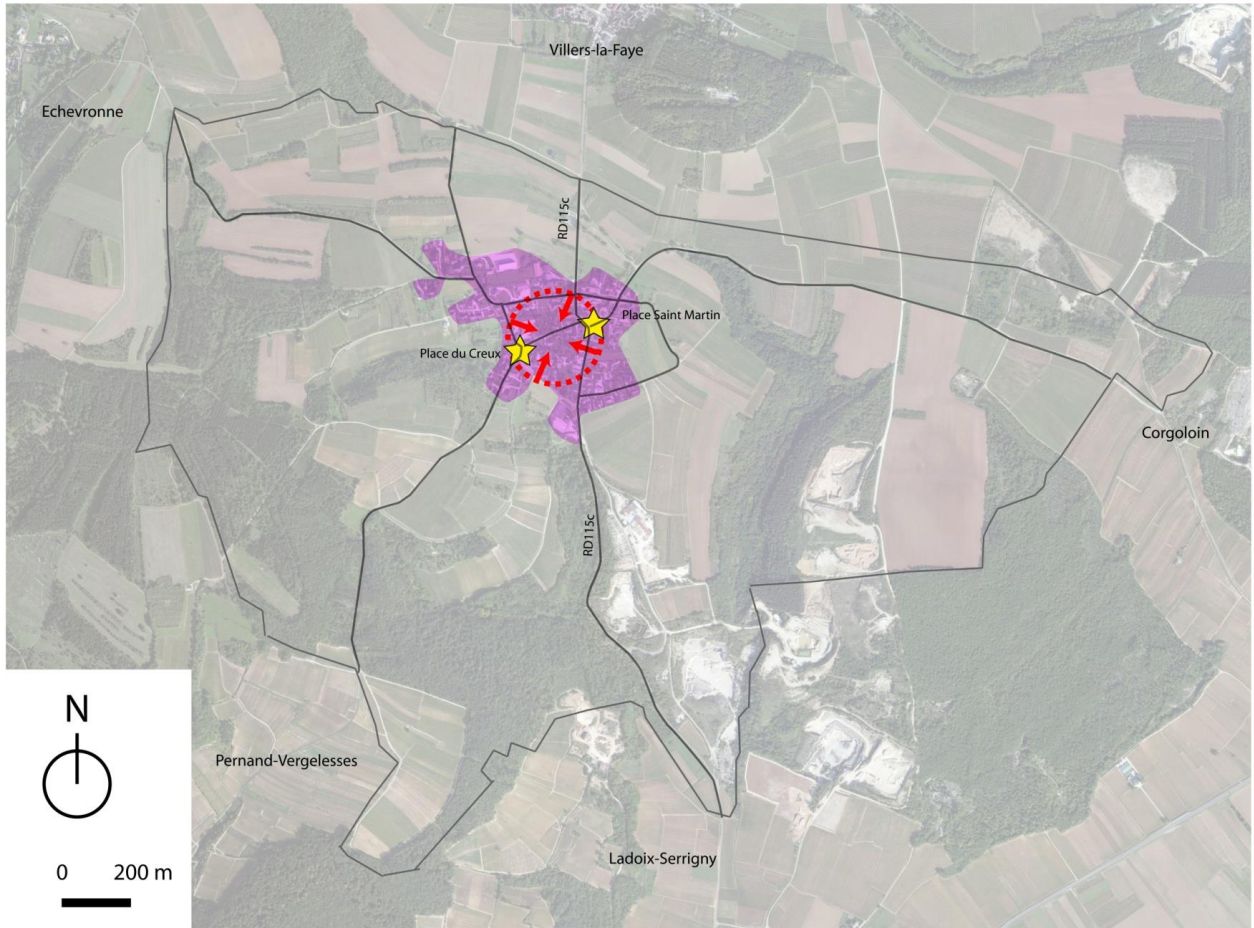 Villers-la-Faye
Echevronne
RD115c
Place Saint Martin
Place du Creux
Corgoloin
RD115c
N
Pernand-Vergelesses
0 200 m
Ladoix-Serrigny